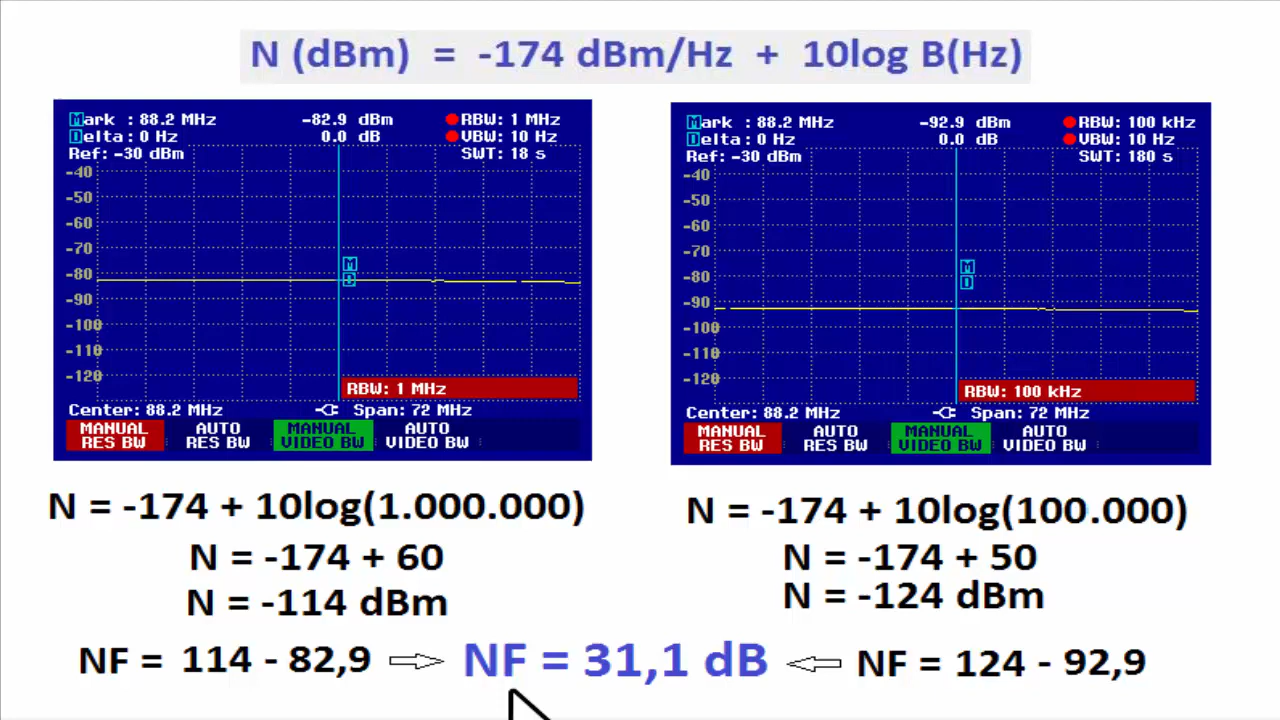 N (dBm) = -174 dBm/Hz + 10log B(Hz)
Mark : 88.2 MHz -82.9 dBm RBW: 1 MHz
Delta: 0 Hz 0.0 dB VBW: 10 Hz
Ref: -30 dBm SWT: 18 s
-40
-50
-60
-70
M
-80
D
-90
-100
-110
-120
RBW: 1 MHz
Center: 88.2 MHz Span: 72 MHz
MANUAL AUTO MANUAL AUTO
RES BW RES BW VIDEO BW VIDEO BW
Mark : 88.2 MHz -92.9 dBm RBW: 100 kHz
Delta: 0 Hz 0.0 dB VBW: 10 Hz
Ref: -30 dBm SWT: 180 s
-40
-50
-60
-70
M
-80
D
-90
-100
-110
-120
RBW: 100 kHz
Center: 88.2 MHz Span: 72 MHz
MANUAL AUTO MANUAL AUTO
RES BW RES BW VIDEO BW VIDEO BW
N = -174 + 10log(1.000.000)
N = -174 + 60
N = -114 dBm
N = -174 + 10log(100.000)
N = -174 + 50
N = -124 dBm
NF = 114 - 82,9 NF = 31,1 dB NF = 124 - 92,9